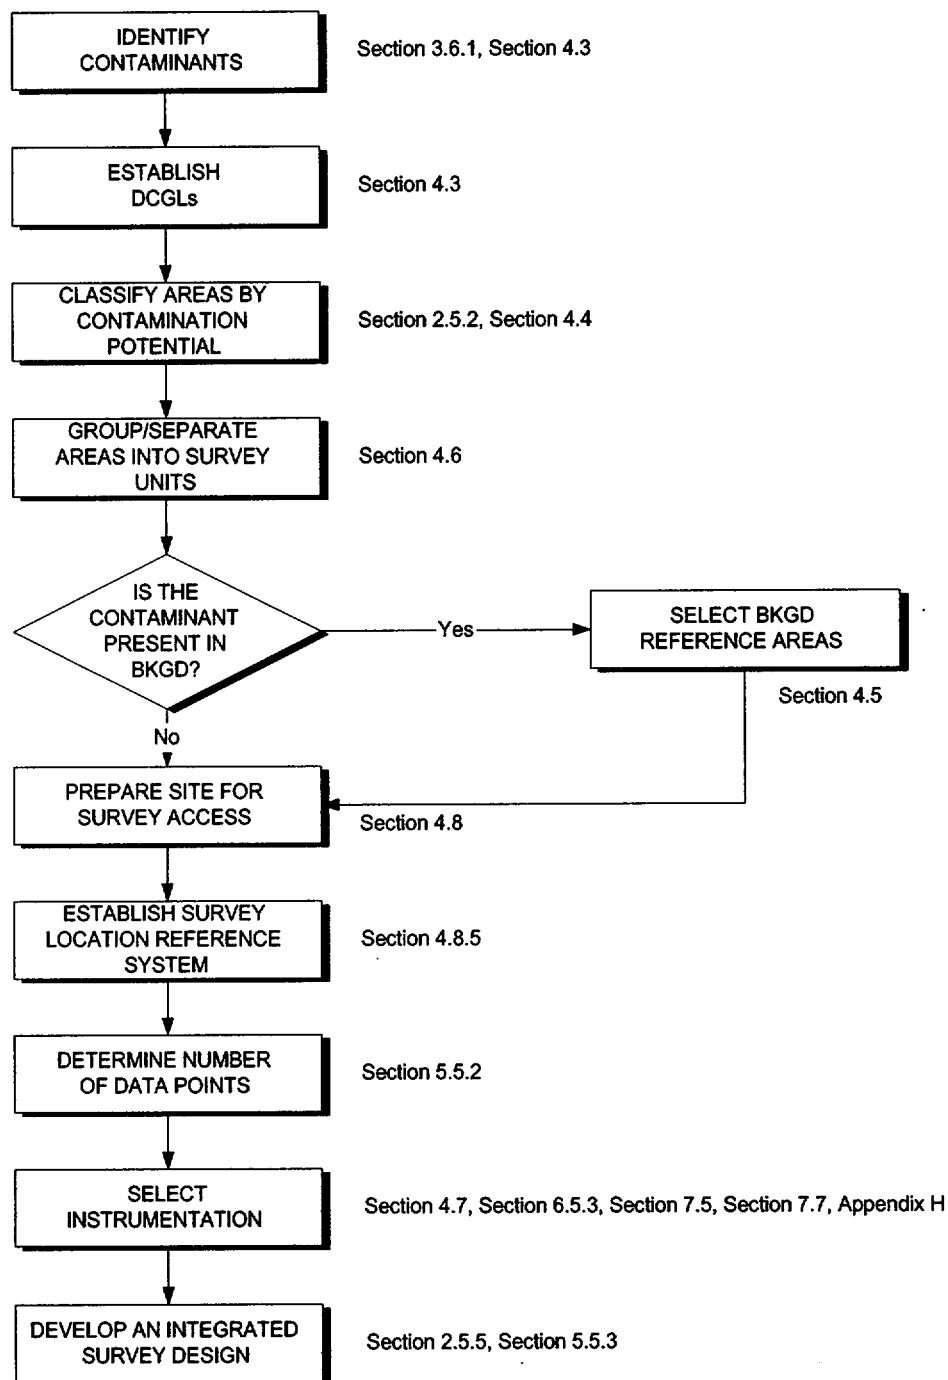 IDENTIFY
CONTAMINANTS
Section 3.6.1, Section 4.3
ESTABLISH
DCGLs
Section 4.3
CLASSIFY AREAS BY
CONTAMINATION
POTENTIAL
Section 2.5.2, Section 4.4
GROUP/SEPARATE
AREAS INTO SURVEY
UNITS
Section 4.6
IS THE
CONTAMINANT
PRESENT IN
BKGD?
Yes
SELECT BKGD
REFERENCE AREAS
Section 4.5
No
PREPARE SITE FOR
SURVEY ACCESS
Section 4.8
ESTABLISH SURVEY
LOCATION REFERENCE
SYSTEM
Section 4.8.5
DETERMINE NUMBER
OF DATA POINTS
Section 5.5.2
SELECT
INSTRUMENTATION
Section 4.7, Section 6.5.3, Section 7.5, Section 7.7, Appendix H
DEVELOP AN INTEGRATED
SURVEY DESIGN
Section 2.5.5, Section 5.5.3